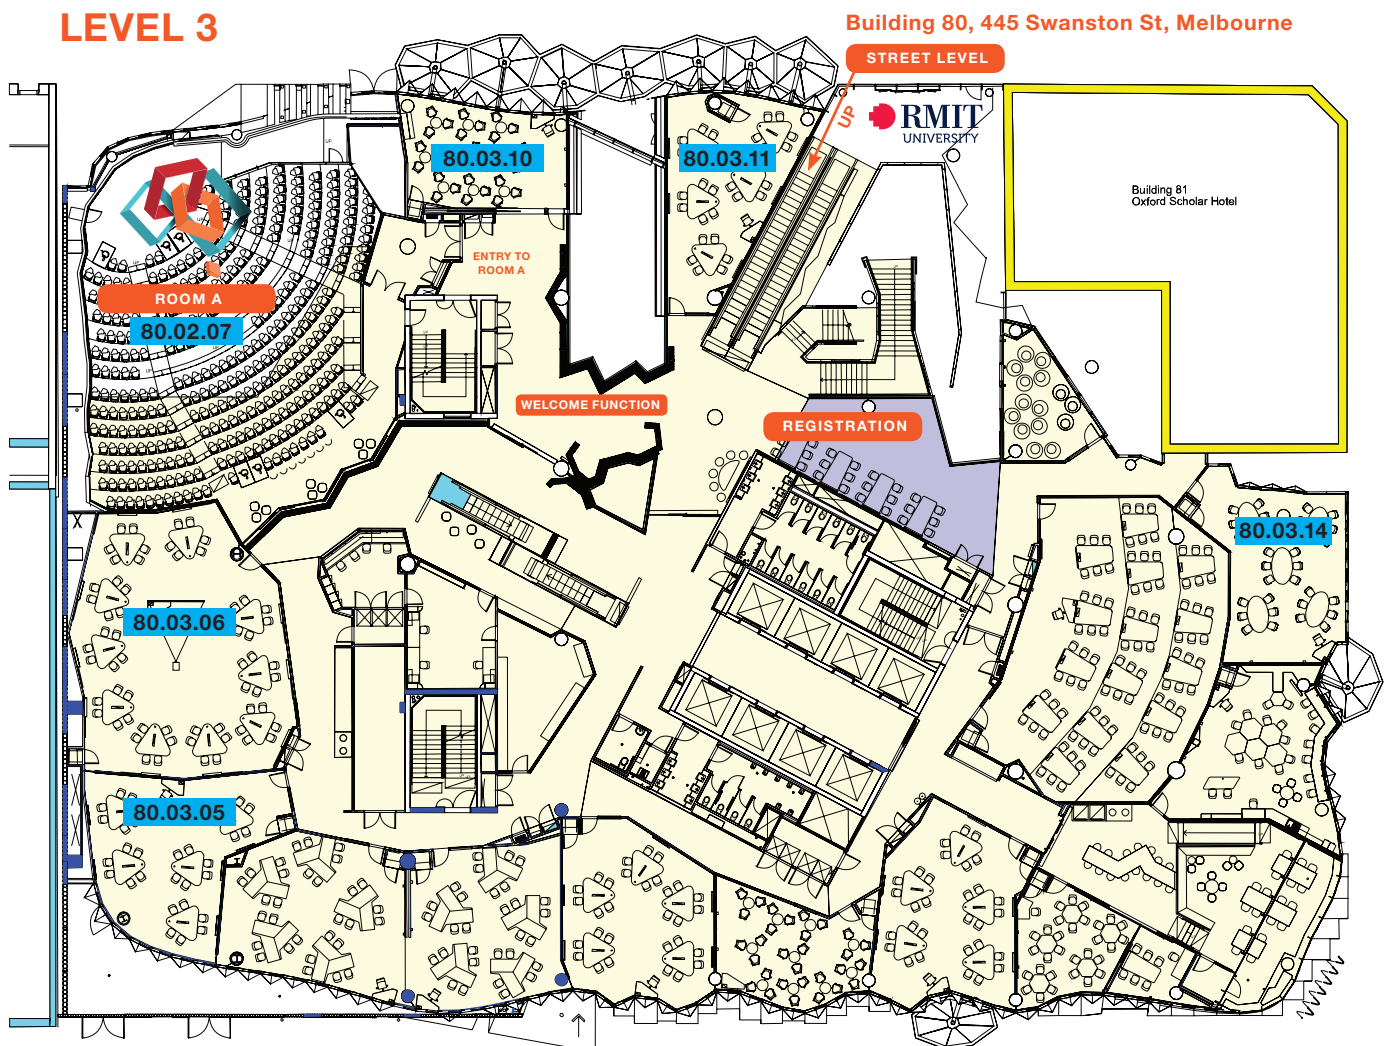 LEVEL 3
Building 80, 445 Swanston St, Melbourne
STREET LEVEL
UP
RMIT
UNIVERSITY
80.03.10
80.03.11
UP
Building 81
Oxford Scholar Hotel
ENTRY TO
ROOM A
ROOM A
80.02.07
WELCOME FUNCTION
REGISTRATION
80.03.14
80.03.06
80.03.05